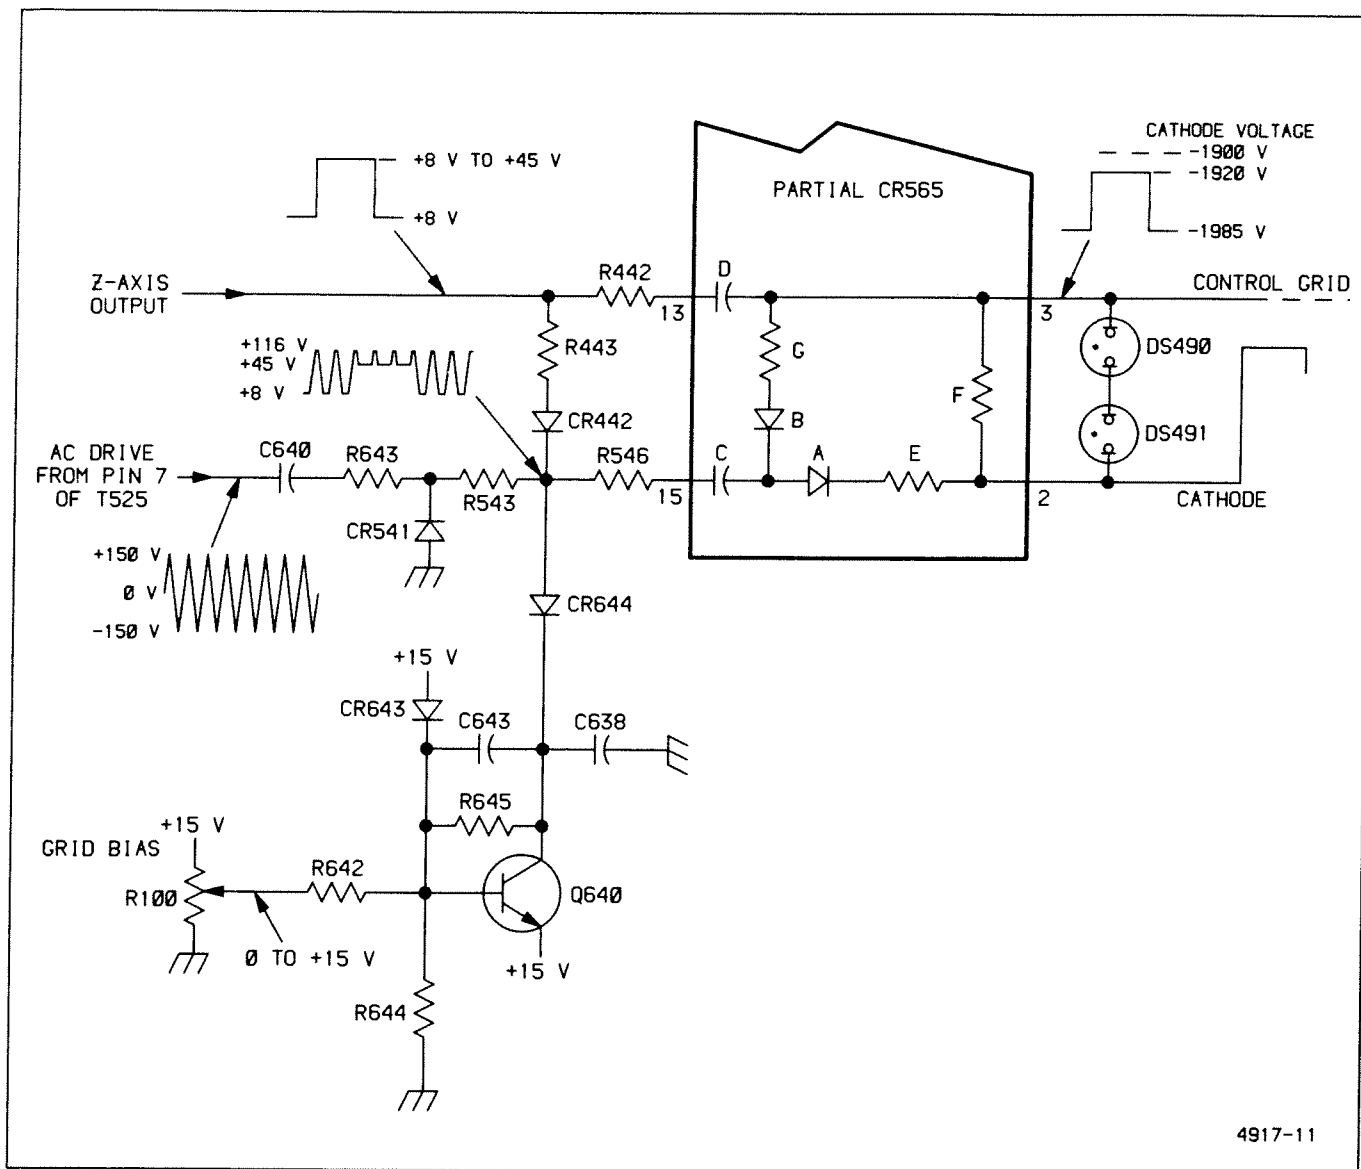 CATHODE VOLTAGE
-1900 V
-1920 V
-1985 V
+8 V TO +45 V
+8 V
PARTIAL CR565
Z-AXIS
OUTPUT
R442
13
D
3
CONTROL GRID
+116 V
+45 V
+8 V
R443
G
F
DS490
CR442
B
DS491
AC DRIVE
FROM PIN 7
OF T525
C640
R643
R543
R546
15
C
A
E
2
CATHODE
CR541
+150 V
0 V
-150 V
CR644
+15 V
CR643
C643
C638
R645
+15 V
GRID BIAS
R100
R642
Q640
0 TO +15 V
+15 V
R644
4917-11